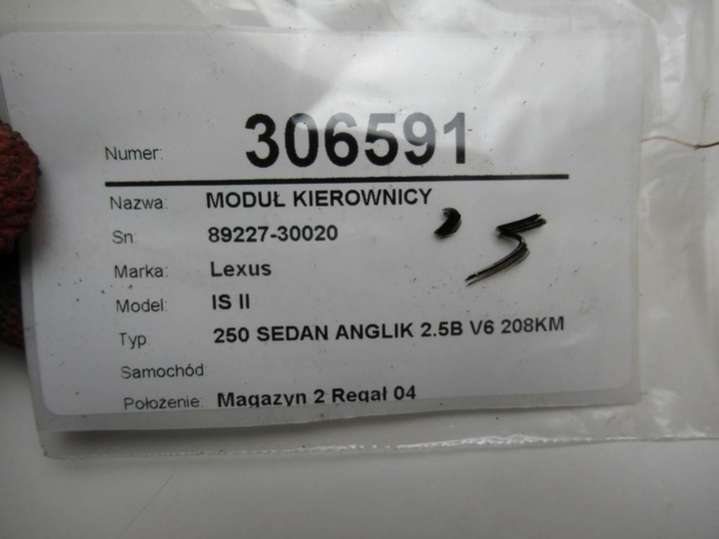 Numer: 306591
Nazwa: MODUŁ KIEROWNICY
Sn: 89227-30020
'5
Marka: Lexus
Model: IS II
Typ: 250 SEDAN ANGLIK 2.5B V6 208KM
Samochód:
Położenie: Magazyn 2 Regał 04